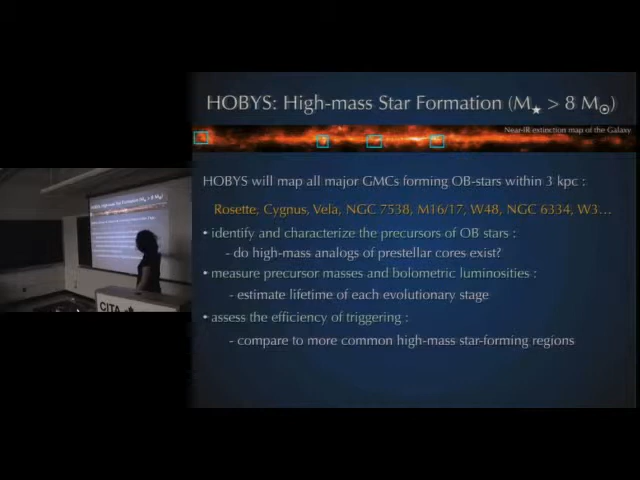 HOBYS: High-mass Star Formation (M★ > 8 M☉)
Near-IR extinction map of the Galaxy
HOBYS will map all major GMCs forming OB-stars within 3 kpc :
Rosette, Cygnus, Vela, NGC 7538, M16/17, W48, NGC 6334, W3...
• identify and characterize the precursors of OB stars :
- do high-mass analogs of prestellar cores exist?
• measure precursor masses and bolometric luminosities :
- estimate lifetime of each evolutionary stage
• assess the efficiency of triggering :
- compare to more common high-mass star-forming regions
CITA